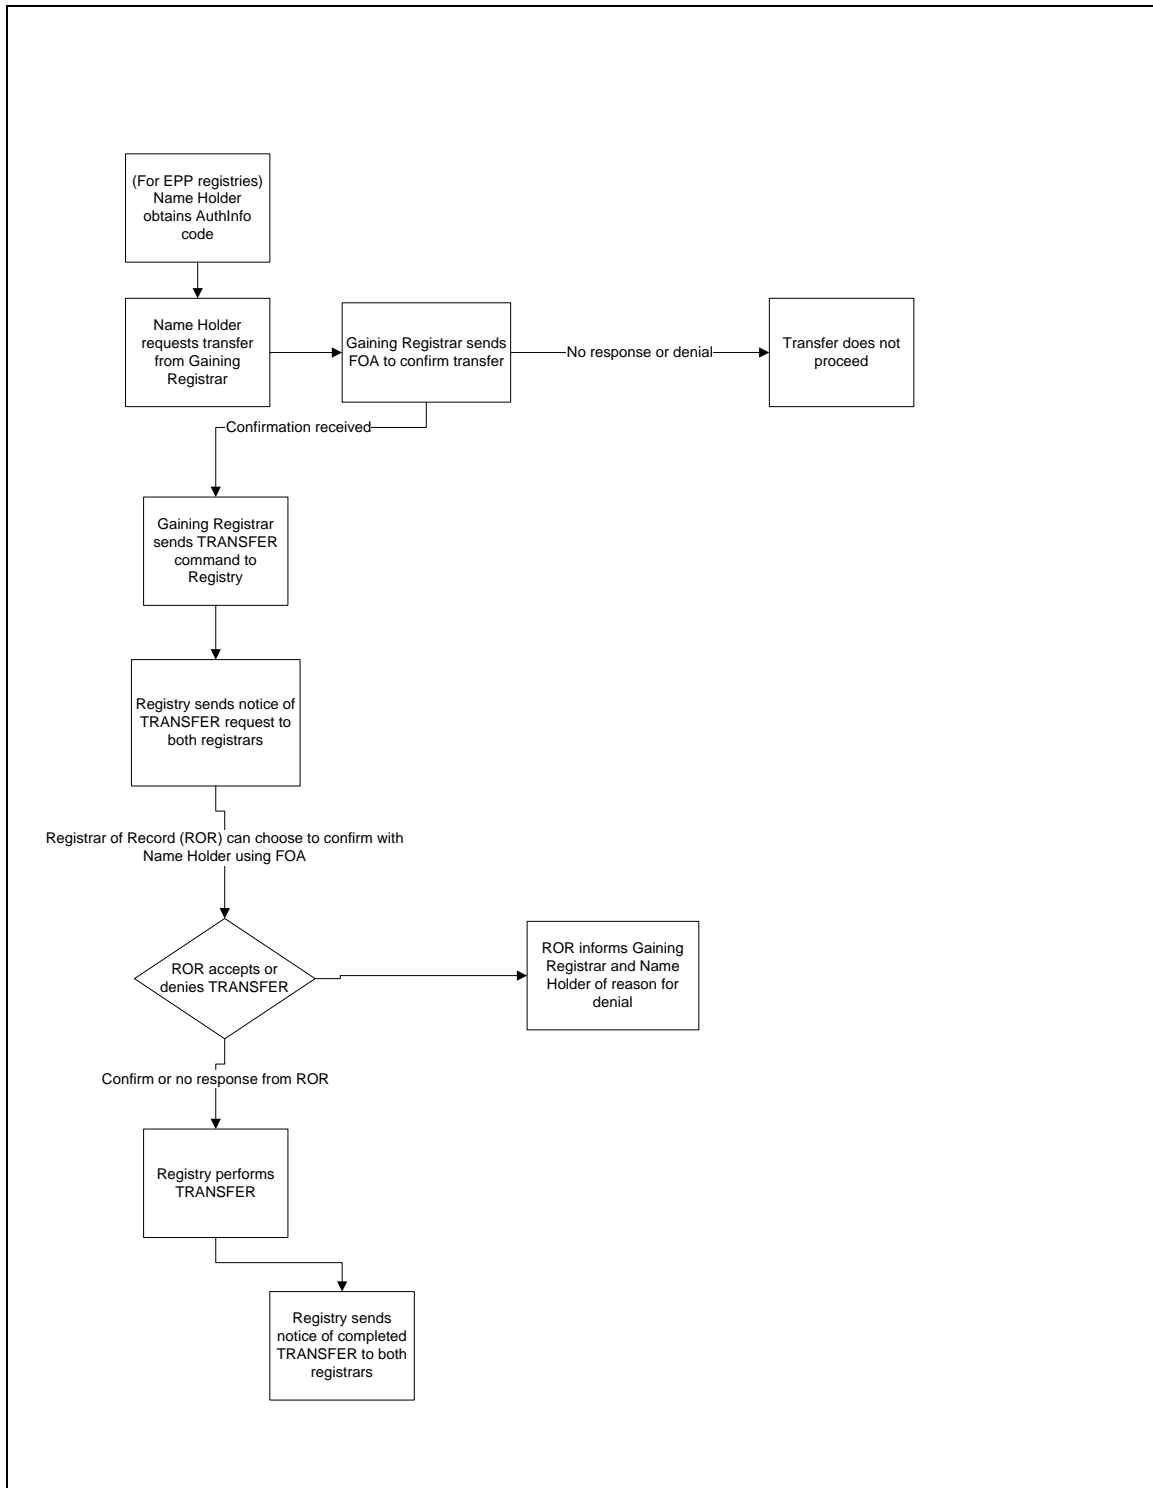 (For EPP registries)
Name Holder
obtains AuthInfo
code
Name Holder
requests transfer
from Gaining
Registrar
Gaining Registrar sends
FOA to confirm transfer
No response or denial
Transfer does not
proceed
Confirmation received
Gaining Registrar
sends TRANSFER
command to
Registry
Registry sends notice of
TRANSFER request to
both registrars
Registrar of Record (ROR) can choose to confirm with
Name Holder using FOA
ROR accepts or
denies TRANSFER
ROR informs Gaining
Registrar and Name
Holder of reason for
denial
Confirm or no response from ROR
Registry performs
TRANSFER
Registry sends
notice of completed
TRANSFER to both
registrars